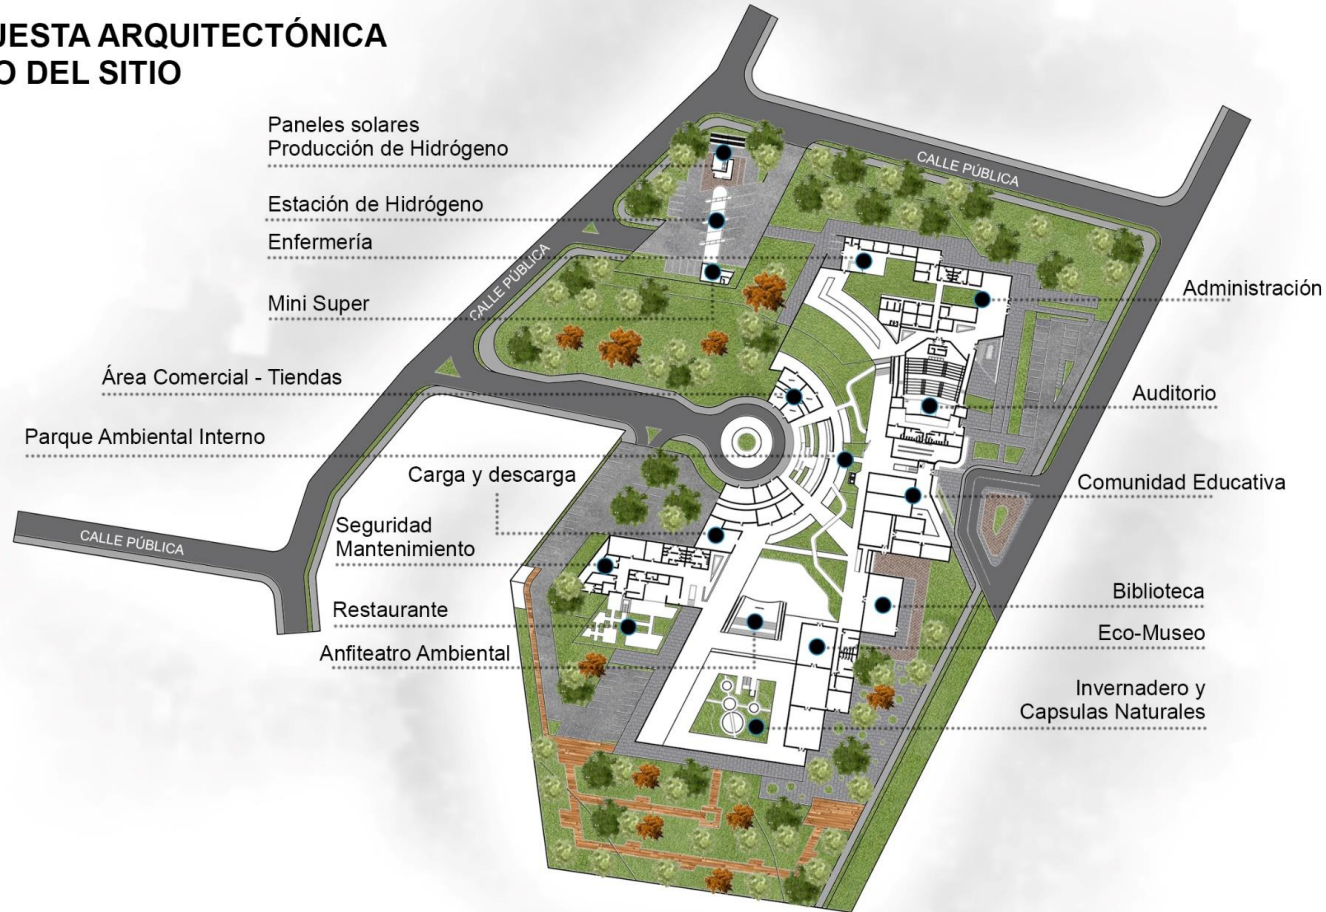 UESTA ARQUITECTÓNICA
O DEL SITIO
Paneles solares
Producción de Hidrógeno
Estación de Hidrógeno
Enfermería
Mini Super
Área Comercial - Tiendas
Parque Ambiental Interno
Carga y descarga
Seguridad
Mantenimiento
Restaurante
Anfiteatro Ambiental
CALLE PÚBLICA
CALLE PÚBLICA
CALLE PÚBLICA
Administración
Auditorio
Comunidad Educativa
Biblioteca
Eco-Museo
Invernadero y
Capsulas Naturales